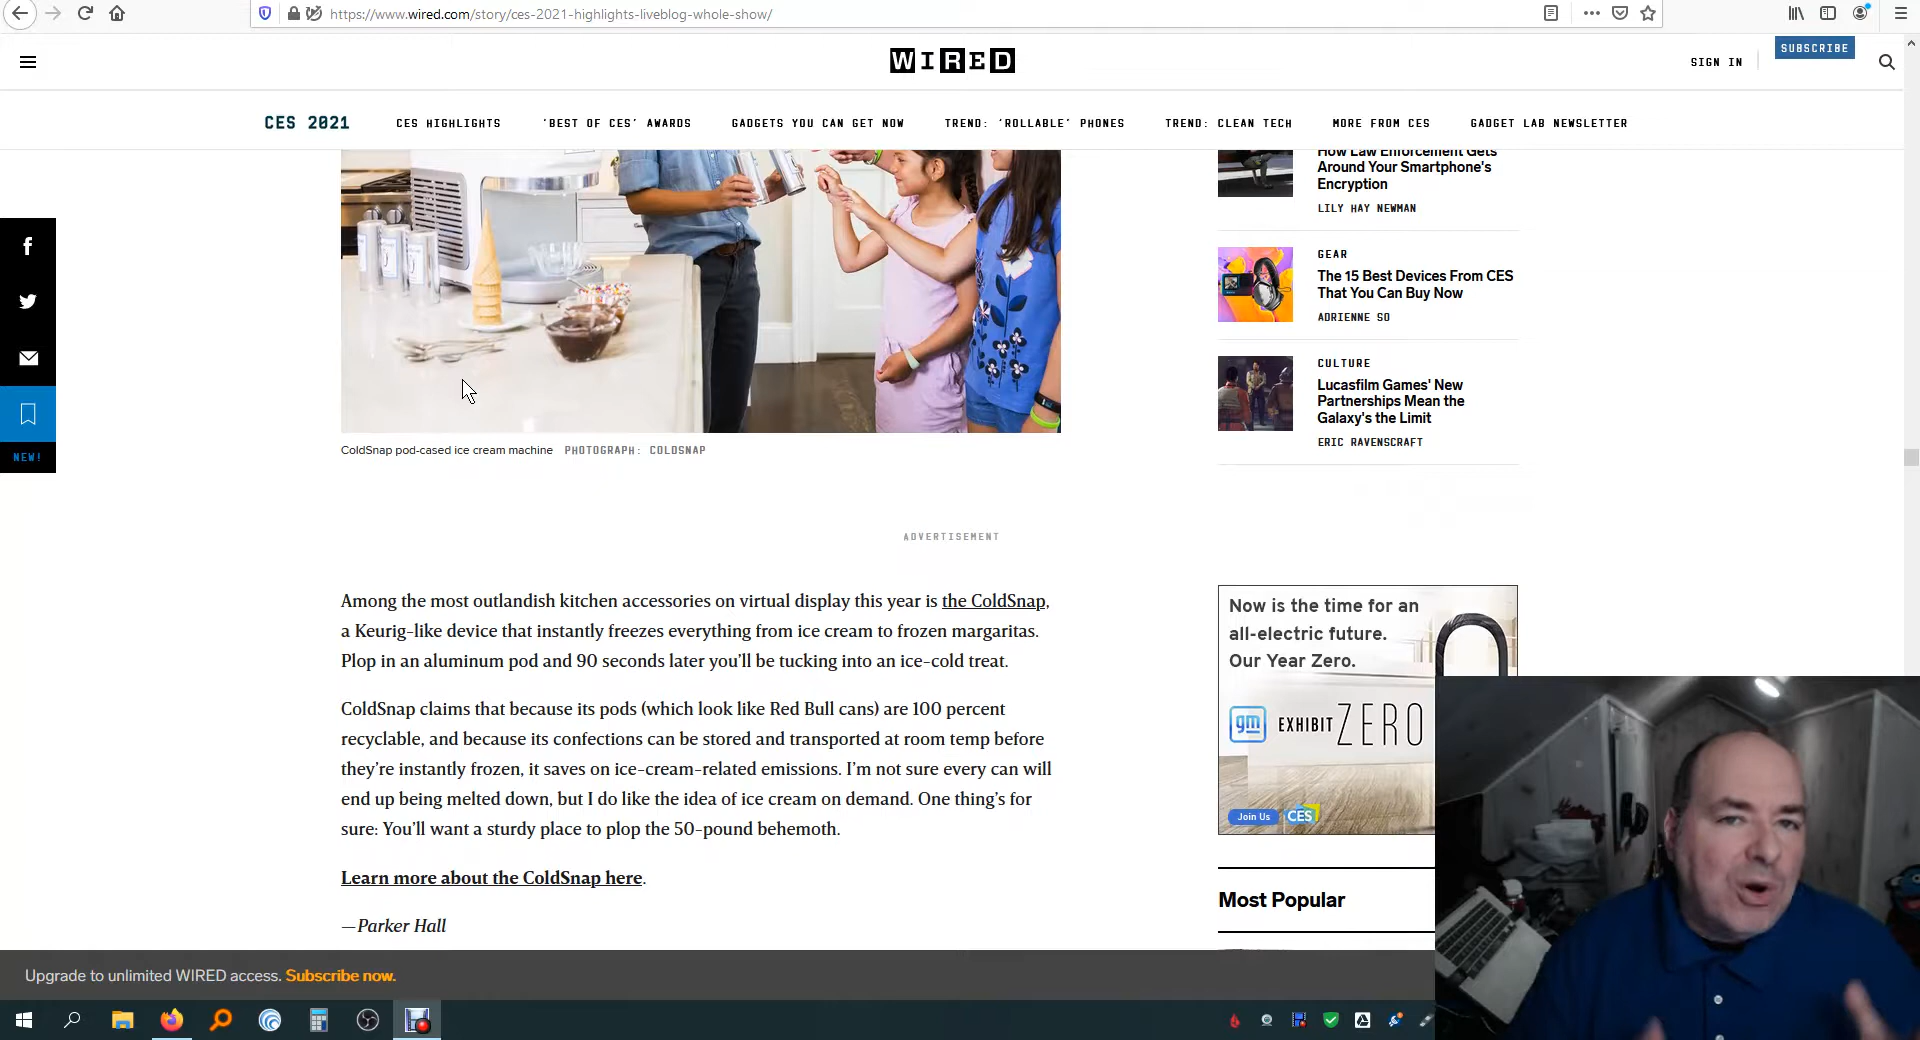 https://www.wired.com/story/ces-2021-highlights-liveblog-whole-show/
WIRED
SIGN IN
SUBSCRIBE
CES 2021
CES HIGHLIGHTS
'BEST OF CES' AWARDS
GADGETS YOU CAN GET NOW
TREND: 'ROLLABLE' PHONES
TREND: CLEAN TECH
MORE FROM CES
GADGET LAB NEWSLETTER
NEW!
ColdSnap pod-cased ice cream machine PHOTOGRAPH: COLDSNAP
ADVERTISEMENT
Among the most outlandish kitchen accessories on virtual display this year is the ColdSnap,
a Keurig-like device that instantly freezes everything from ice cream to frozen margaritas.
Plop in an aluminum pod and 90 seconds later you'll be tucking into an ice-cold treat.
ColdSnap claims that because its pods (which look like Red Bull cans) are 100 percent
recyclable, and because its confections can be stored and transported at room temp before
they're instantly frozen, it saves on ice-cream-related emissions. I'm not sure every can will
end up being melted down, but I do like the idea of ice cream on demand. One thing's for
sure: You'll want a sturdy place to plop the 50-pound behemoth.
Learn more about the ColdSnap here.
—Parker Hall
How Law Enforcement Gets
Around Your Smartphone's
Encryption
LILY HAY NEWMAN
GEAR
The 15 Best Devices From CES
That You Can Buy Now
ADRIENNE SO
CULTURE
Lucasfilm Games' New
Partnerships Mean the
Galaxy's the Limit
ERIC RAVENSCRAFT
Now is the time for an
all-electric future.
Our Year Zero.
gm EXHIBIT ZERO
Join Us
CES
Most Popular
Upgrade to unlimited WIRED access. Subscribe now.